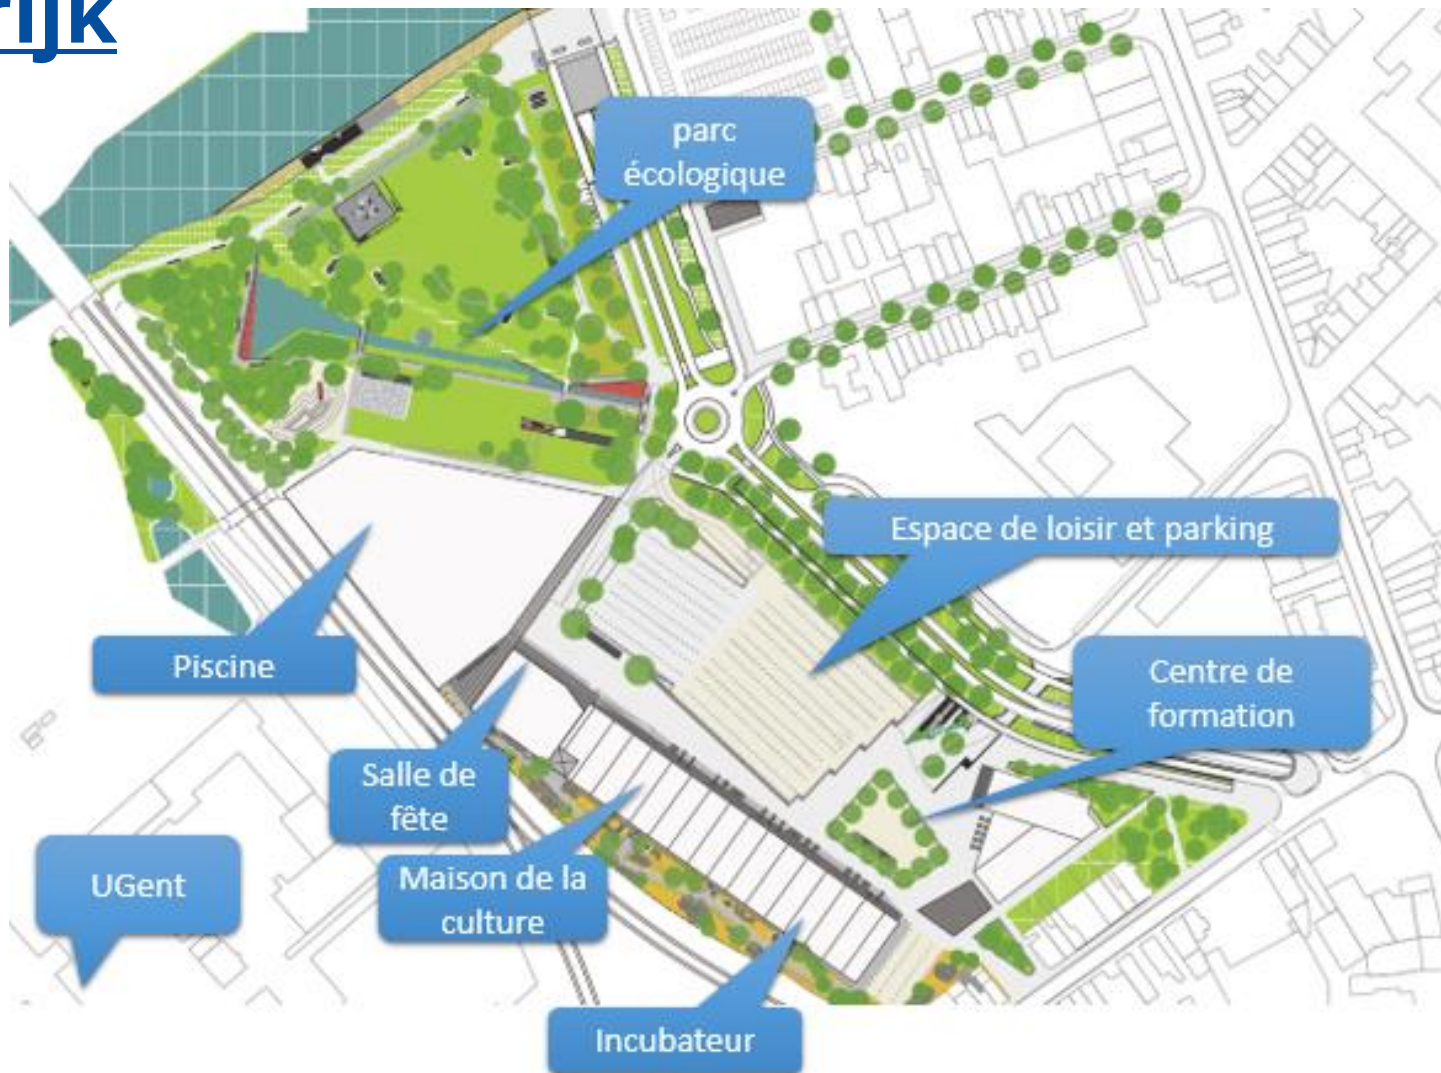 rijk
parc
écologique
Espace de loisir et parking
Piscine
Centre de
formation
Salle de
fête
UGent
Maison de la
culture
Incubateur